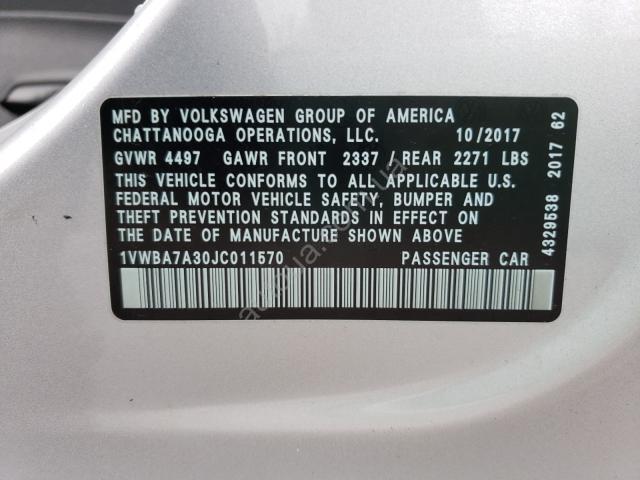 MFD BY VOLKSWAGEN GROUP OF AMERICA
CHATTANOOGA OPERATIONS, LLC. 10/2017
GVWR 4497 GAWR FRONT 2337 / REAR 2271 LBS
THIS VEHICLE CONFORMS TO ALL APPLICABLE U.S.
FEDERAL MOTOR VEHICLE SAFETY, BUMPER AND
THEFT PREVENTION STANDARDS IN EFFECT ON
THE DATE OF MANUFACTURE SHOWN ABOVE
1VWBA7A30JC011570 PASSENGER CAR
4329538 2017 62